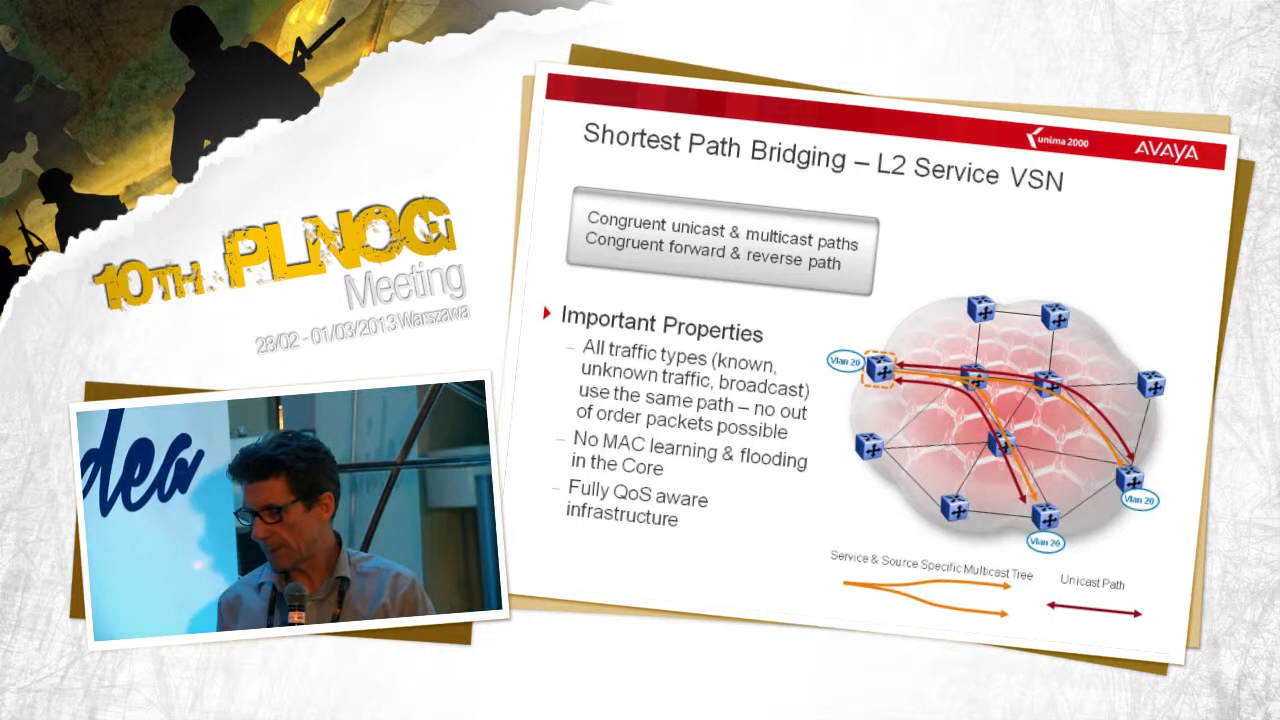 10TH PLNOG
Meeting
28/02 - 01/03/2013 Warszawa
dea
unima 2000
AVAYA
Shortest Path Bridging – L2 Service VSN
Congruent unicast & multicast paths
Congruent forward & reverse path
Important Properties
– All traffic types (known,
unknown traffic, broadcast)
use the same path – no out
of order packets possible
– No MAC learning & flooding
in the Core
– Fully QoS aware
infrastructure
Vlan 20
Vlan 20
Vlan 20
Service & Source Specific Multicast Tree
Unicast Path